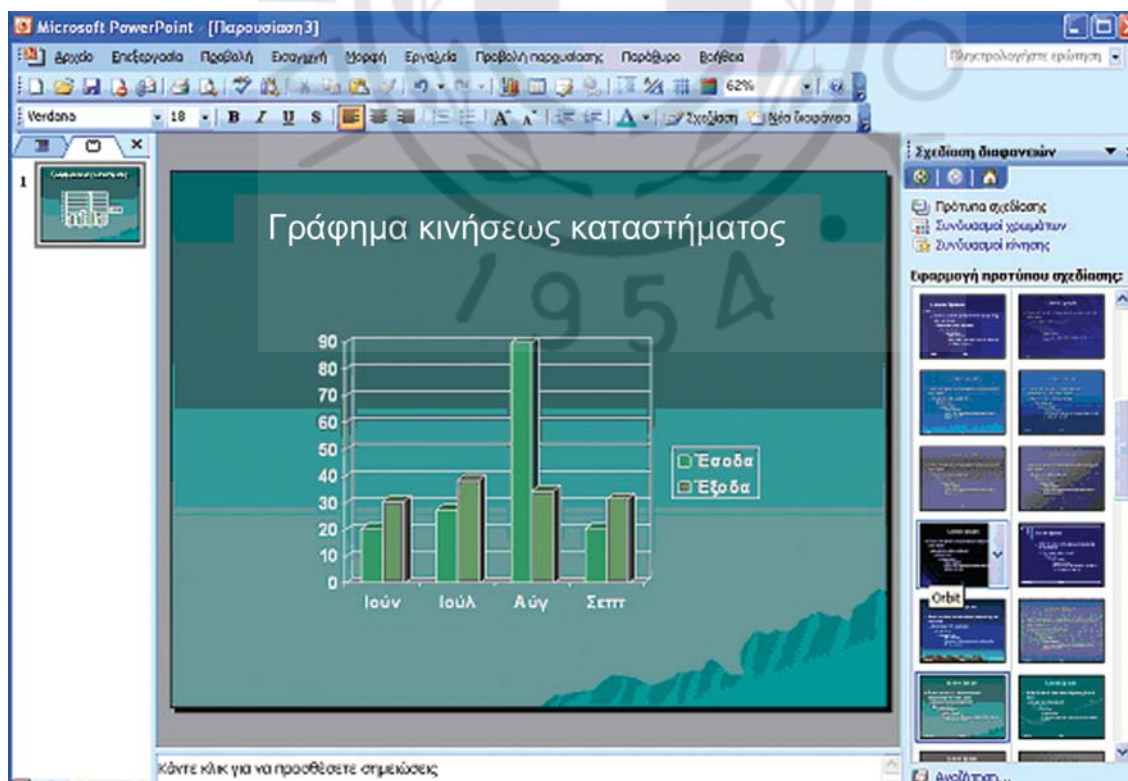 Microsoft PowerPoint - [Παρουσίαση3]
Αρχείο Επεξεργασία Προβολή Εισαγωγή Μορφή Εργαλεία Προβολή παρουσίασης Παράθυρο Βοήθεια
Πληκτρολογήστε ερώτηση
62%
Verdana 18 B I U S A A A Σχεδίαση Νέα διαφάνεια
Σχεδίαση διαφανειών
Πρότυπα σχεδίασης
Συνδυασμοί χρωμάτων
Συνδυασμοί κίνησης
Εφαρμογή προτύπου σχεδίασης:
1
Γράφημα κινήσεως καταστήματος
1954
90
80
70
60
50
40
30
20
10
0
Ιούν Ιούλ Αύγ Σεπτ
Έσοδα
Έξοδα
Orbit
Κάντε κλικ για να προσθέσετε σημειώσεις
Αναζήτηση...